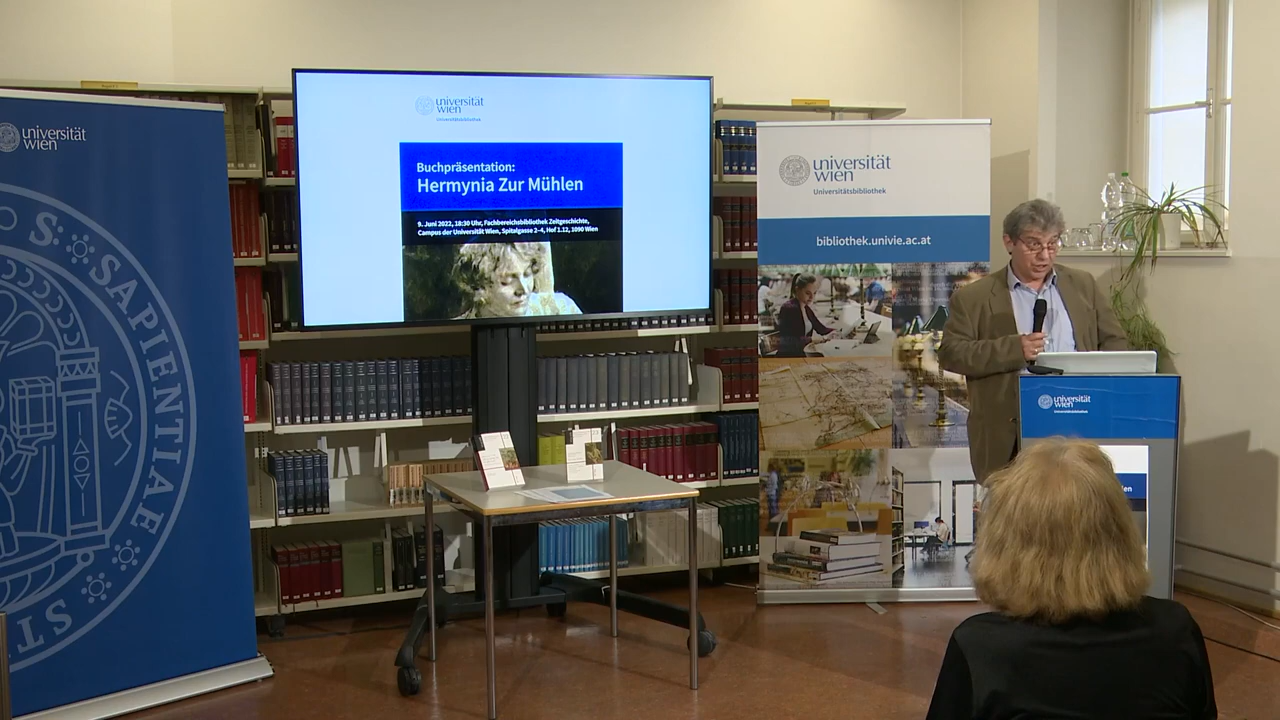 universität
wien
SAPIENTIAE
ST
universität
wien
Universitätsbibliothek
Buchpräsentation:
Hermynia Zur Mühlen
9. Juni 2022, 18:30 Uhr, Fachbereichsbibliothek Zeitgeschichte,
Campus der Universität Wien, Spitalgasse 2–4, Hof 1.12, 1090 Wien
universität
wien
Universitätsbibliothek
bibliothek.univie.ac.at
universität
wien
Universitätsbibliothek